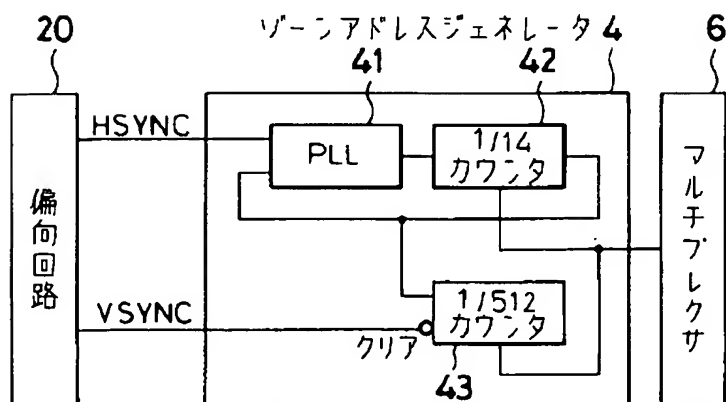 20
ゾーンアドレスジェネレータ 4
6
41
42
HSYNC
PLL
1/14
カウンタ
偏向回路
マルチプレクサ
VSYNC
クリア
1/512
カウンタ
43